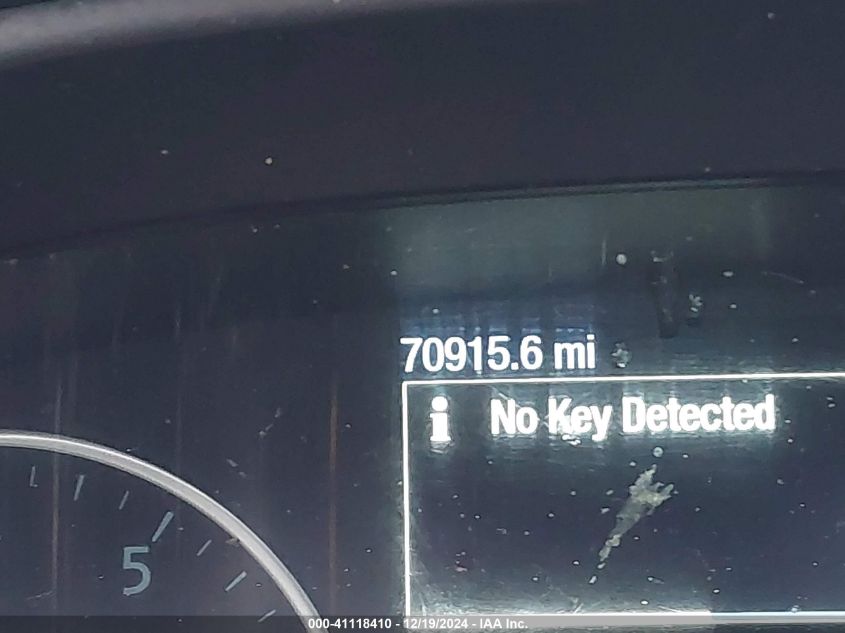 70915.6 mi
i No Key Detected
5
000-41118410 - 12/19/2024 - IAA Inc.